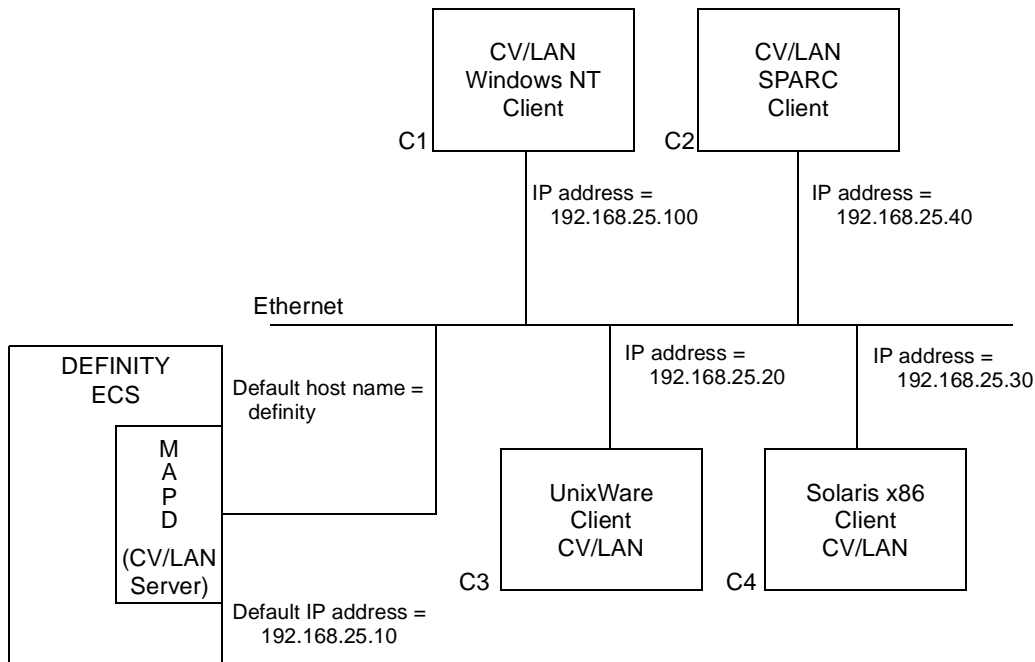 CV/LAN
Windows NT
Client
C1
CV/LAN
SPARC
Client
C2
IP address =
192.168.25.100
IP address =
192.168.25.40
Ethernet
DEFINITY
ECS
M
A
P
D
(CV/LAN
Server)
Default host name =
definity
Default IP address =
192.168.25.10
IP address =
192.168.25.20
IP address =
192.168.25.30
UnixWare
Client
CV/LAN
C3
Solaris x86
Client
CV/LAN
C4